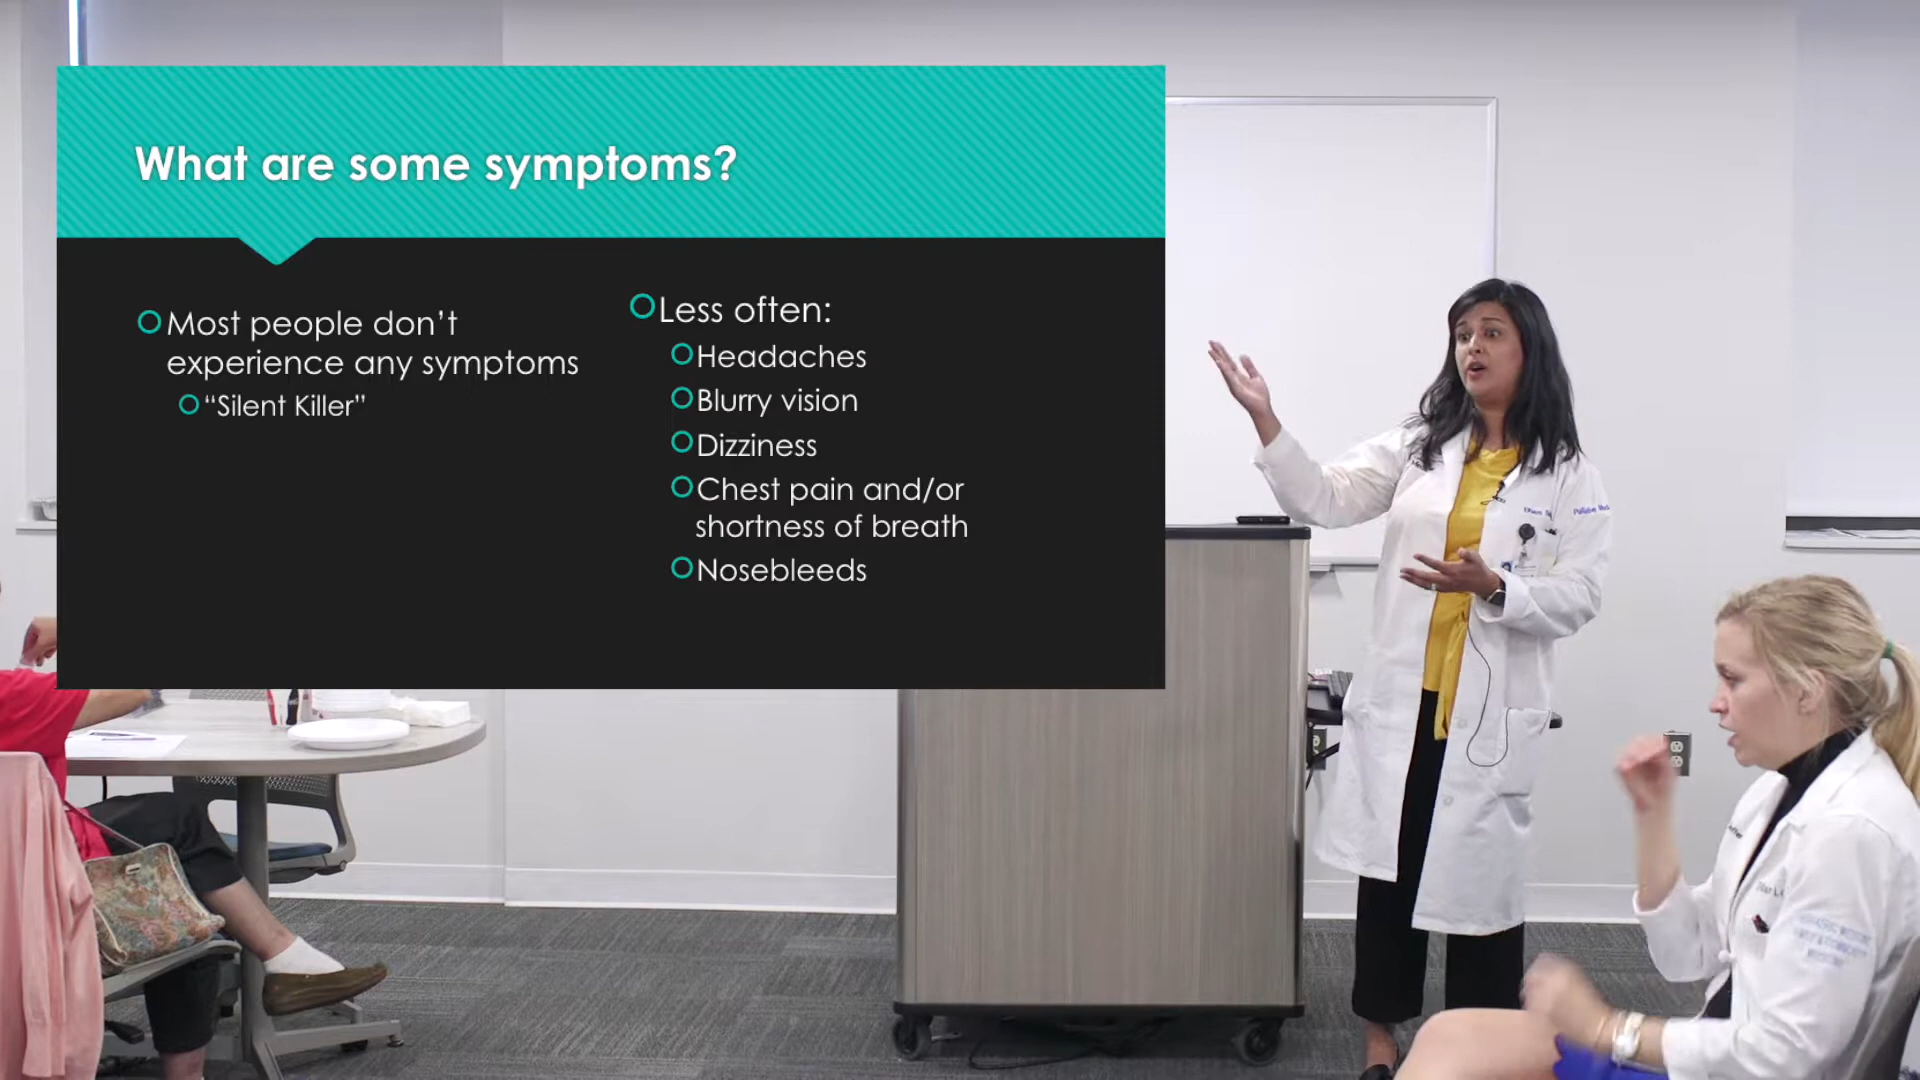 What are some symptoms?
Most people don't
experience any symptoms
"Silent Killer"
Less often:
Headaches
Blurry vision
Dizziness
Chest pain and/or
shortness of breath
Nosebleeds